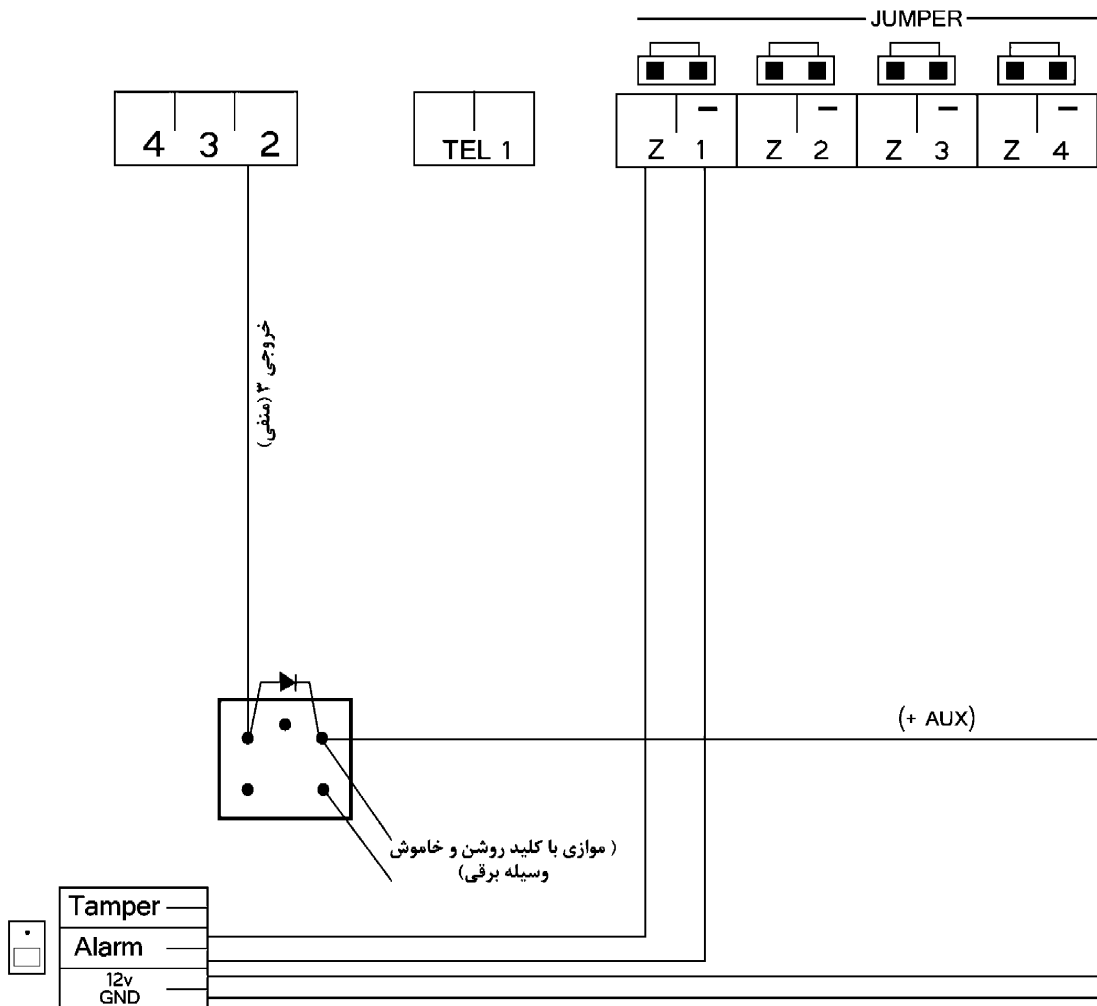 JUMPER
4 3 2
TEL 1
Z 1 –
Z 2 –
Z 3 –
Z 4 –
خروجی ۳ (منفی)
(+ AUX)
( موازی با کلید روشن و خاموش
وسیله برقی)
Tamper
Alarm
12v
GND